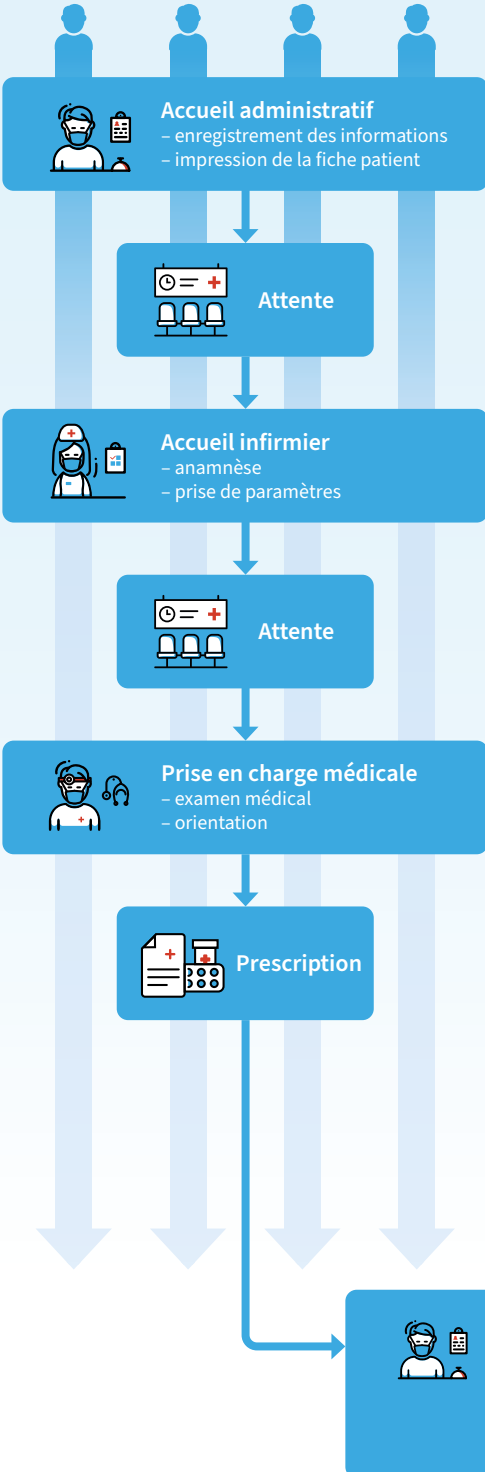 Accueil administratif
– enregistrement des informations
– impression de la fiche patient
Attente
Accueil infirmier
– anamnèse
– prise de paramètres
Attente
Prise en charge médicale
– examen médical
– orientation
Prescription